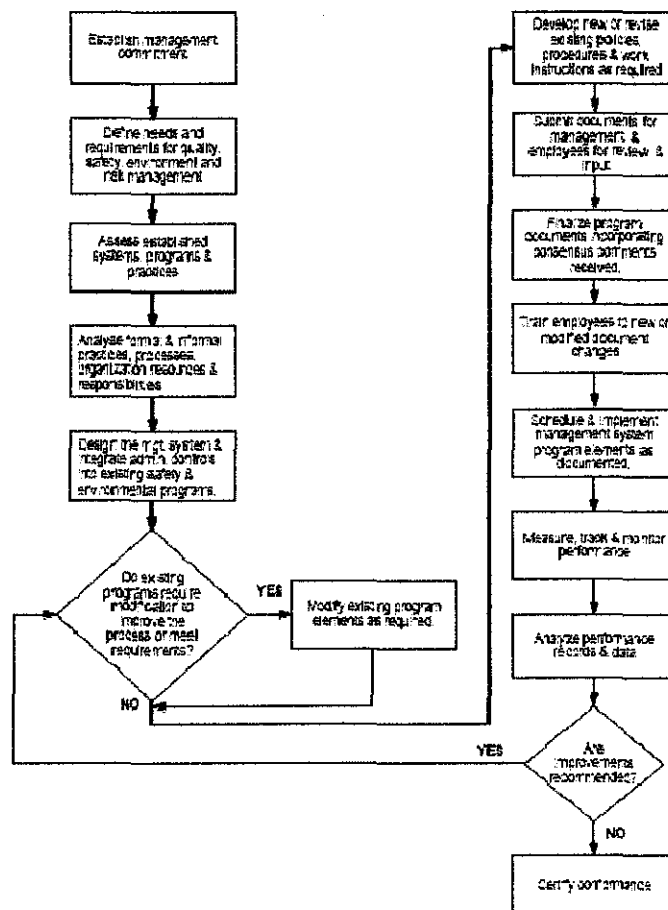 Establish management
commitment
Define needs and
requirements for quality,
safety, environment and
risk management
Assess established
systems, programs &
practices
Analyse formal & informal
practices, processes,
organization resources &
responsibilities
Design the mgt. system &
integrate admin. controls
into existing safety &
environmental programs.
Do existing
programs require
modification to
improve the
process or meet
requirements?
YES
Modify existing program
elements as required.
NO
Develop new or revise
existing policies,
procedures & work
instructions as required
Submit documents for
management &
employees for review &
input
Finalize program
documents incorporating
consensus comments
received.
Train employees to new or
modified document
changes
Schedule & implement
management system
program elements as
documented.
Measure, track & monitor
performance
Analyze performance
records & data
Are
improvements
recommended?
YES
NO
Certify conformance